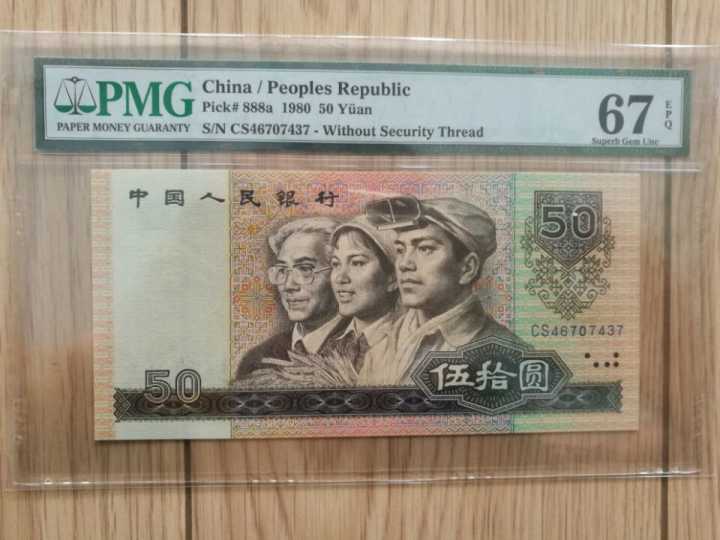 PMG
PAPER MONEY GUARANTY
China / Peoples Republic
Pick# 888a 1980 50 Yüan
S/N CS46707437 - Without Security Thread
67 EPQ
Superb Gem Unc
中国人民银行
50
CS46707437
50
伍拾圆